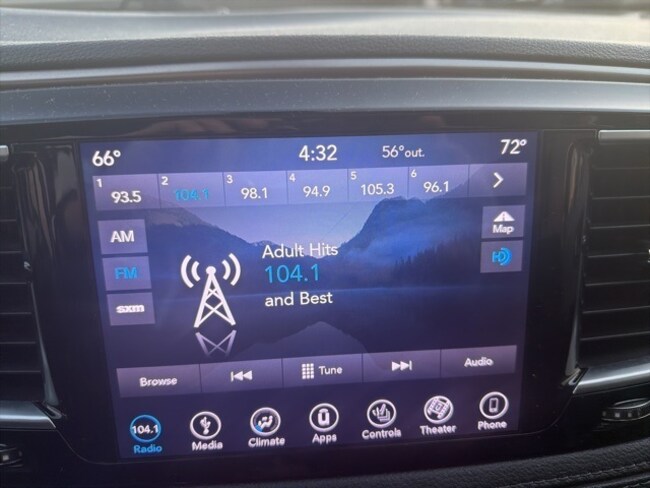 66° 4:32 56°out. 72°
1 93.5 2 104.1 3 98.1 4 94.9 5 105.3 6 96.1
AM
Map
FM
HD
sxm
Adult Hits
104.1
and Best
Browse Tune Audio
104.1
Radio Media Climate Apps Controls Theater Phone